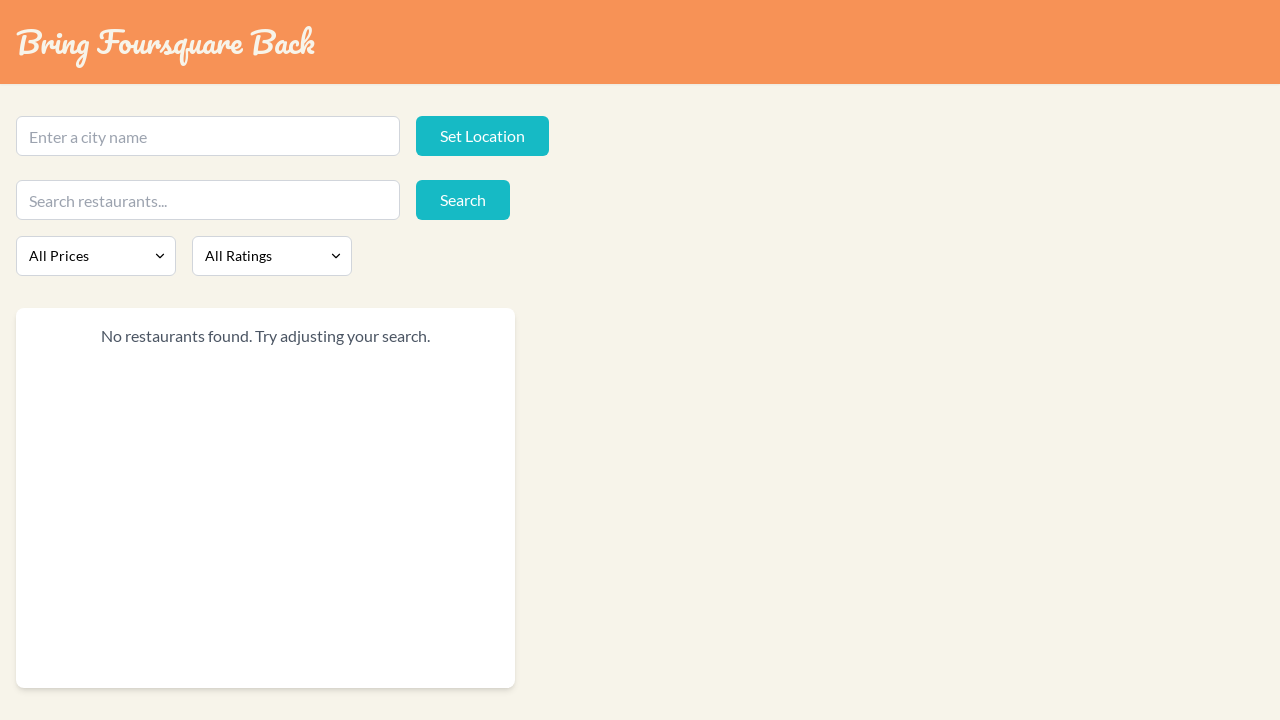 Bring Foursquare Back
Enter a city name
Set Location
Search restaurants...
Search
All Prices
All Ratings
No restaurants found. Try adjusting your search.